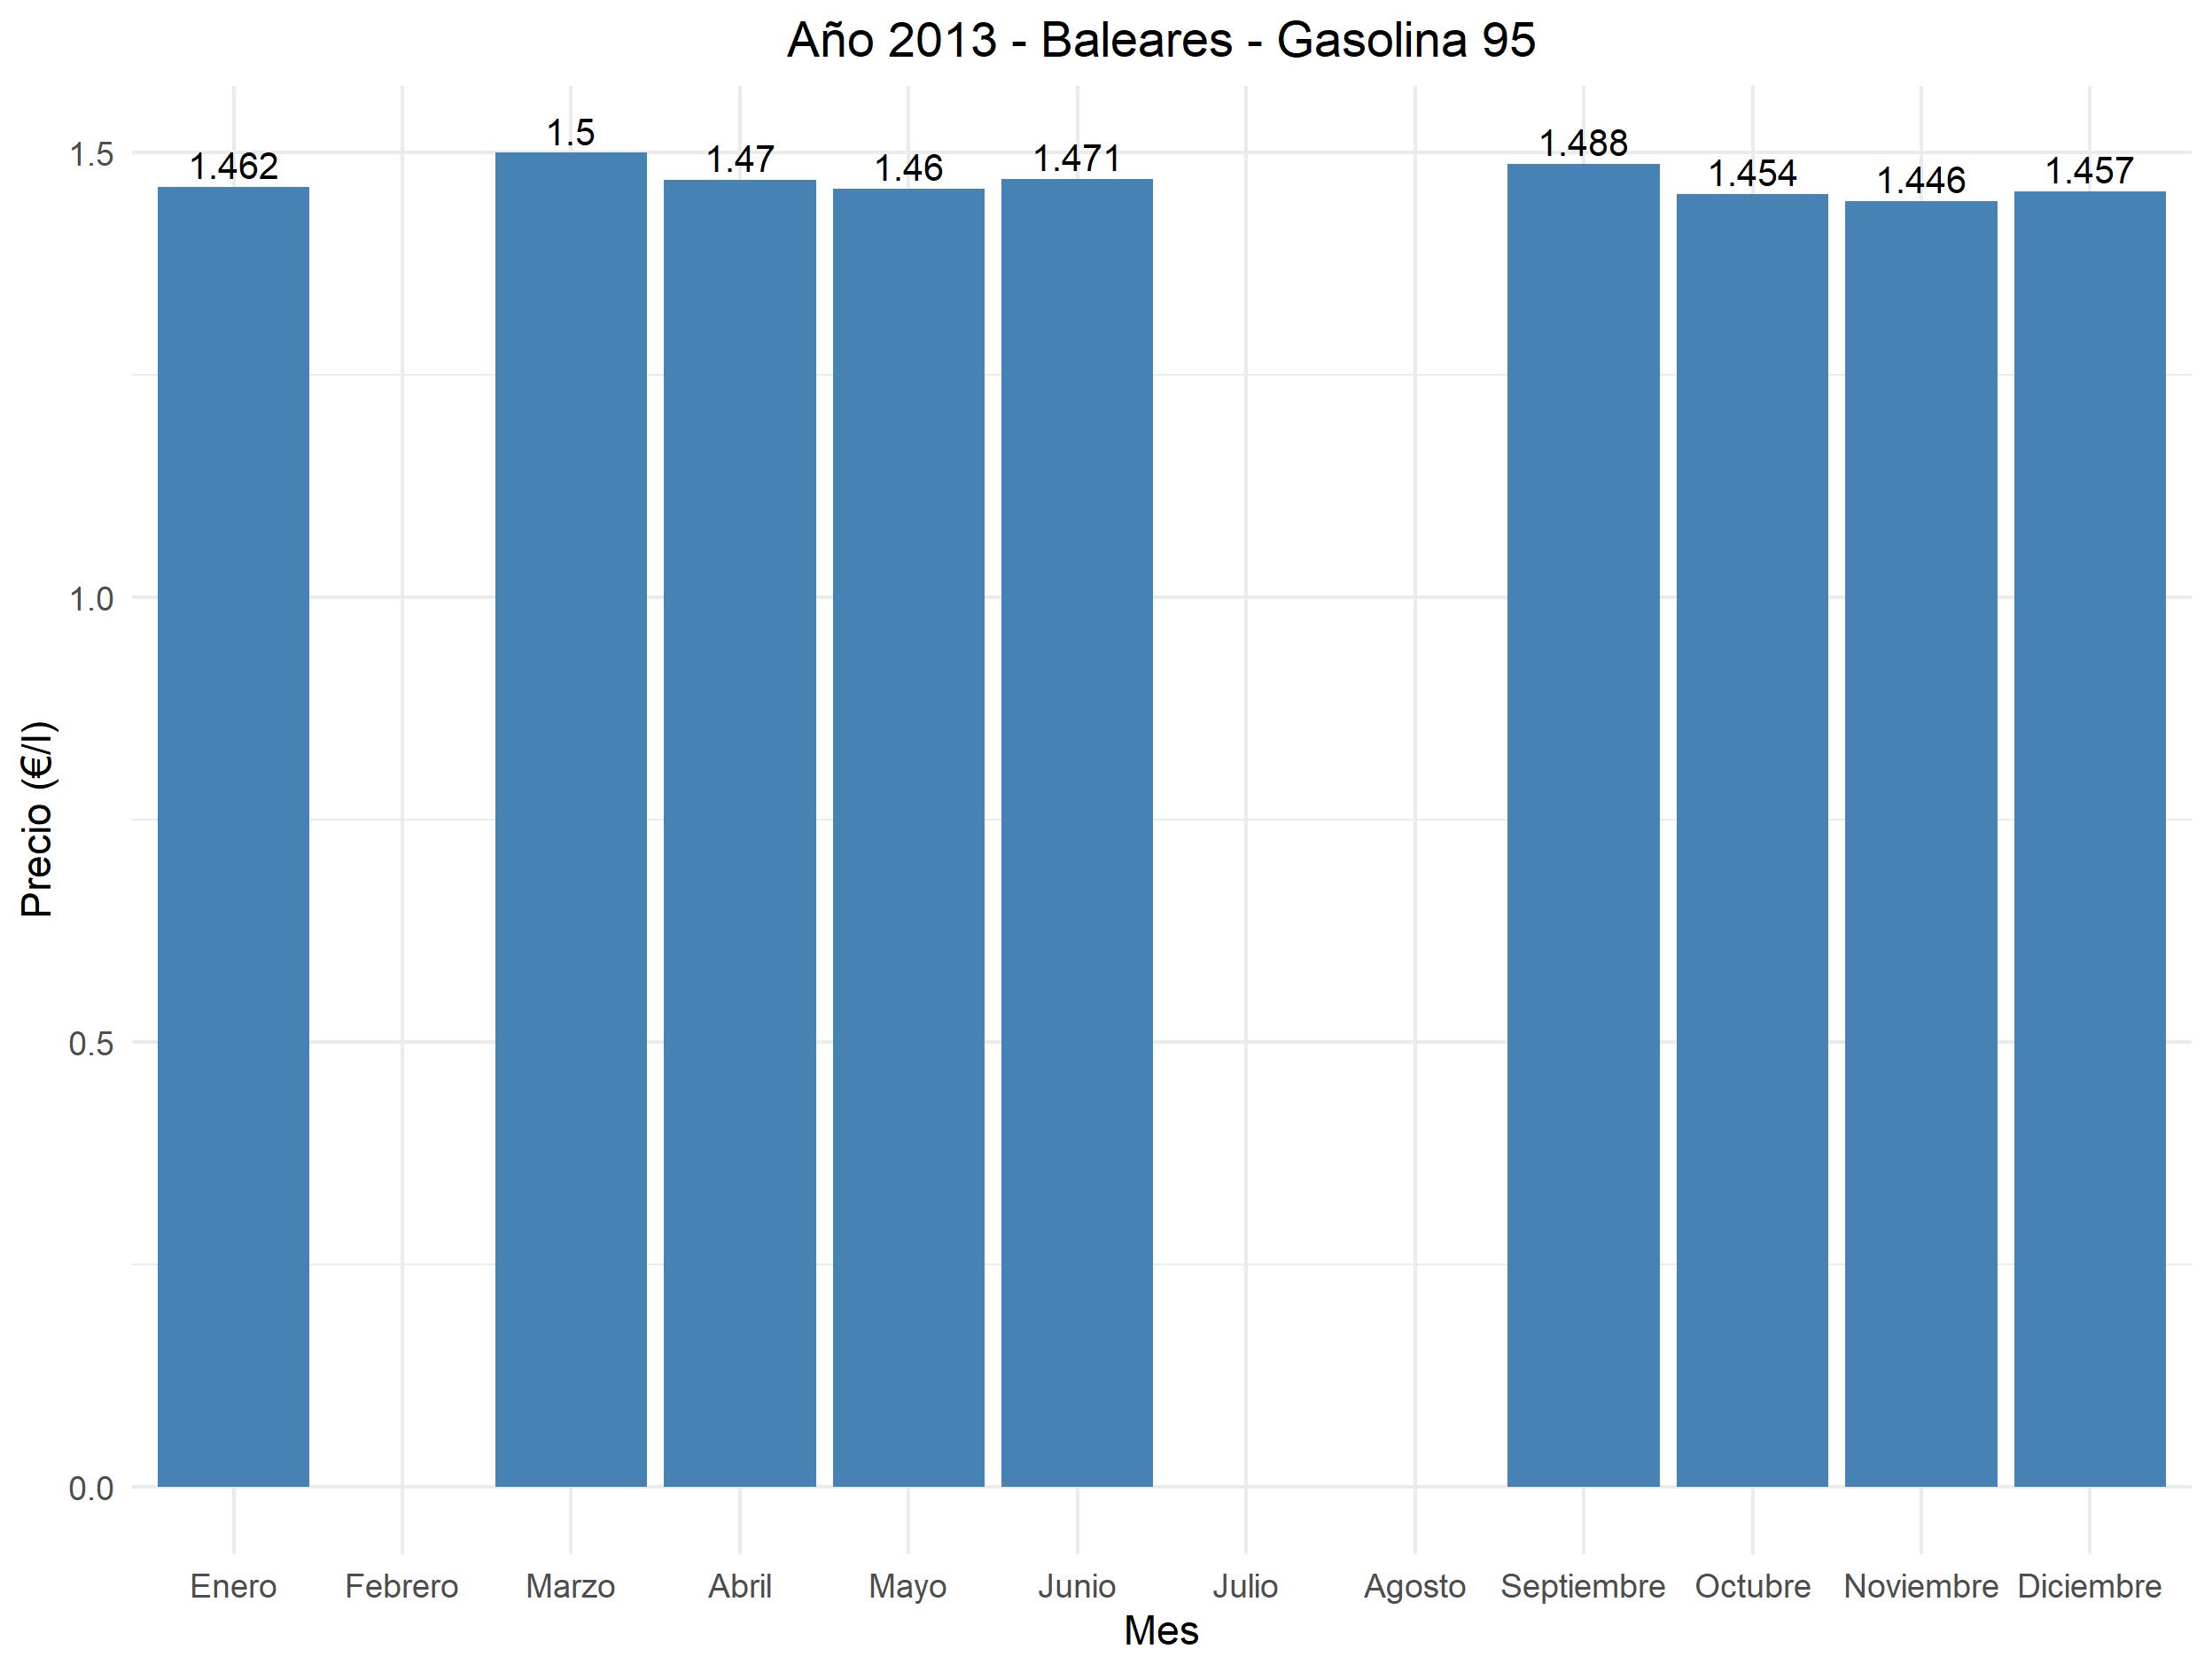 Año 2013 - Baleares - Gasolina 95
1.5
1.0
0.5
0.0
Precio (€/l)
1.462
1.5
1.47
1.46
1.471
1.488
1.454
1.446
1.457
Enero
Febrero
Marzo
Abril
Mayo
Junio
Julio
Agosto
Septiembre
Octubre
Noviembre
Diciembre
Mes